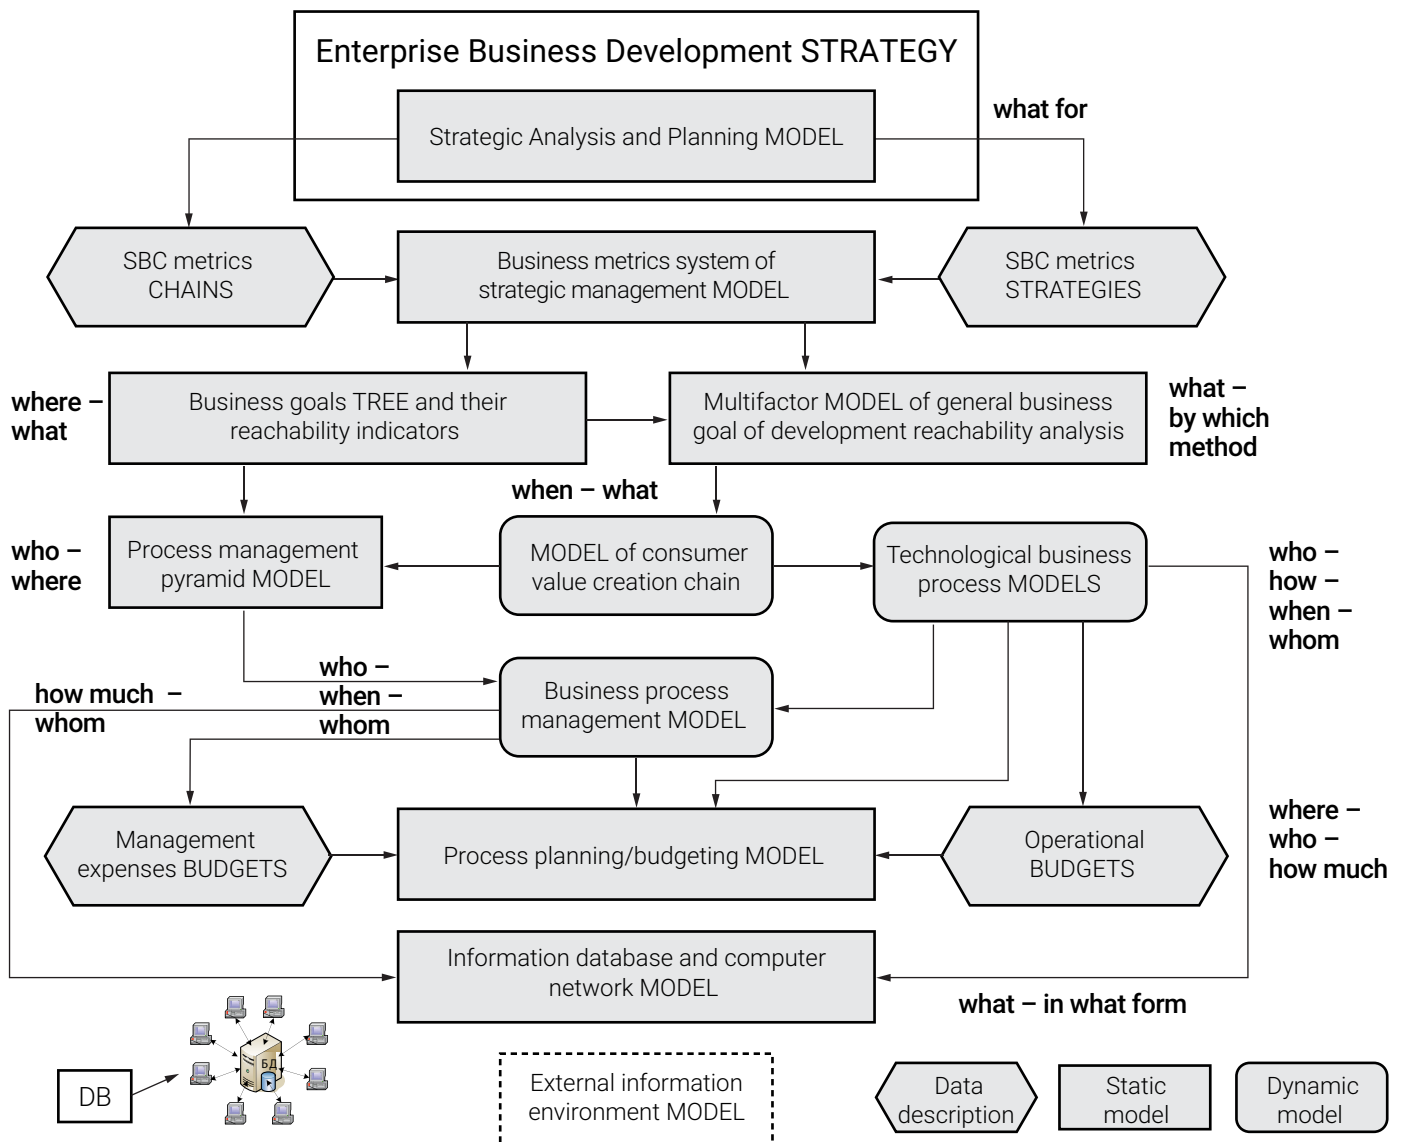 Enterprise Business Development STRATEGY
Strategic Analysis and Planning MODEL
what for
SBC metrics
CHAINS
Business metrics system of
strategic management MODEL
SBC metrics
STRATEGIES
where –
what
Business goals TREE and their
reachability indicators
Multifactor MODEL of general business
goal of development reachability analysis
what –
by which
method
when – what
who –
where
Process management
pyramid MODEL
MODEL of consumer
value creation chain
Technological business
process MODELS
who –
how –
when –
whom
how much –
whom
who –
when –
whom
Business process
management MODEL
Management
expenses BUDGETS
Process planning/budgeting MODEL
Operational
BUDGETS
where –
who –
how much
Information database and computer
network MODEL
what – in what form
DB
БД
External information
environment MODEL
Data
description
Static
model
Dynamic
model